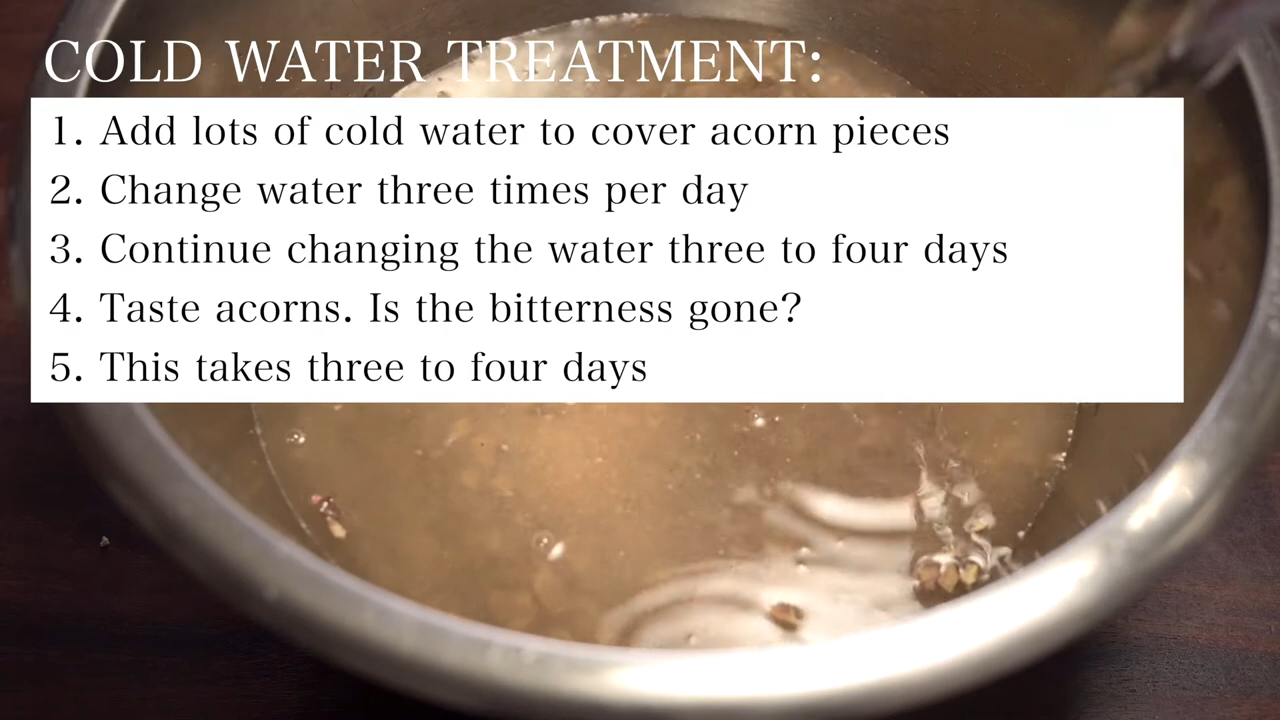 COLD WATER TREATMENT:
1. Add lots of cold water to cover acorn pieces
2. Change water three times per day
3. Continue changing the water three to four days
4. Taste acorns. Is the bitterness gone?
5. This takes three to four days